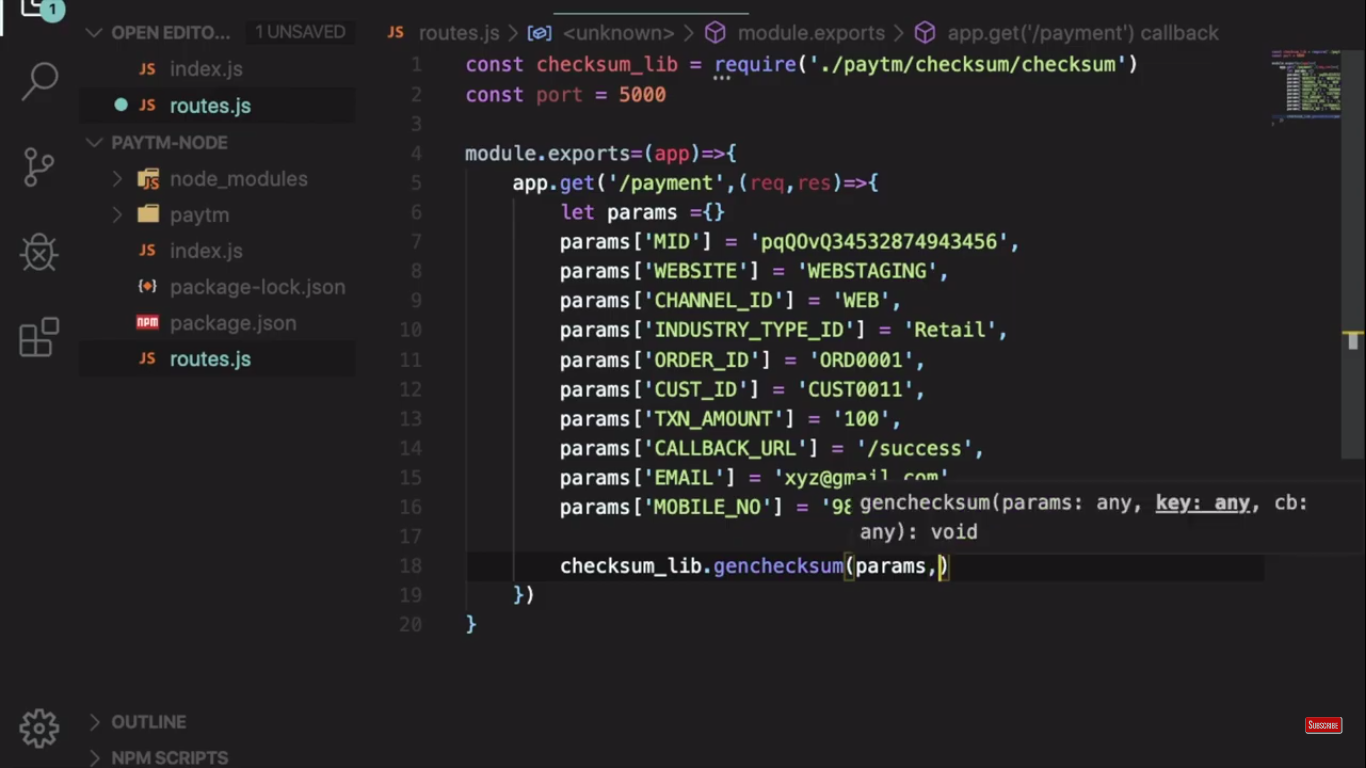 1
OPEN EDITO... 1 UNSAVED
JS index.js
JS routes.js
PAYTM-NODE
JS node_modules
paytm
JS index.js
package-lock.json
npm package.json
JS routes.js
OUTLINE
NPM SCRIPTS
JS routes.js > <unknown> > module.exports > app.get('/payment') callback
1 const checksum_lib = require('./paytm/checksum/checksum')
2 const port = 5000
3
4 module.exports=(app)=>{
5 app.get('/payment',(req,res)=>{
6 let params ={}
7 params['MID'] = 'pqQOvQ34532874943456',
8 params['WEBSITE'] = 'WEBSTAGING',
9 params['CHANNEL_ID'] = 'WEB',
10 params['INDUSTRY_TYPE_ID'] = 'Retail',
11 params['ORDER_ID'] = 'ORD0001',
12 params['CUST_ID'] = 'CUST0011',
13 params['TXN_AMOUNT'] = '100',
14 params['CALLBACK_URL'] = '/success',
15 params['EMAIL'] = 'xyz@gmail.com'
16 params['MOBILE_NO'] = '98
genchecksum(params: any, key: any, cb:
any): void
17
18 checksum_lib.genchecksum(params,)
19 })
20 }
SUBSCRIBE